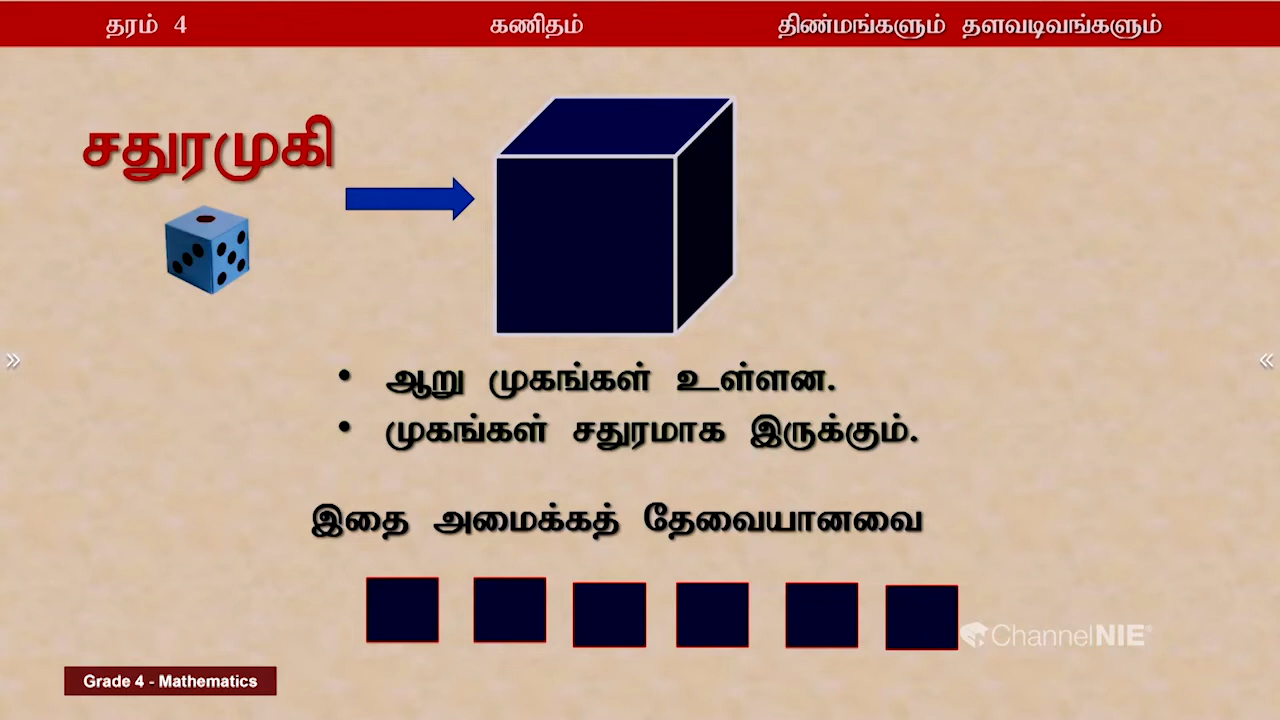 தரம் 4 கணிதம் திண்மங்களும் தளவடிவங்களும்
சதுரமுகி
• ஆறு முகங்கள் உள்ளன.
• முகங்கள் சதுரமாக இருக்கும்.
இதை அமைக்கத் தேவையானவை
ChannelNIE
Grade 4 - Mathematics